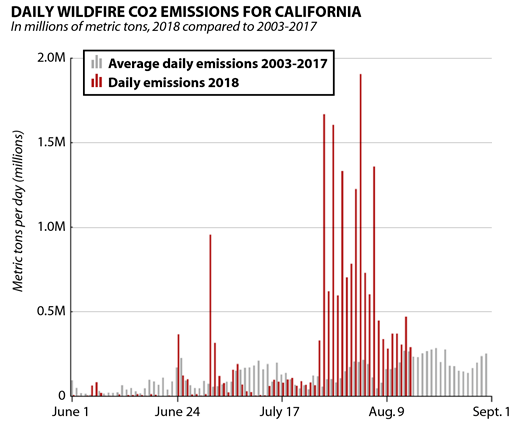 DAILY WILDFIRE CO2 EMISSIONS FOR CALIFORNIA
In millions of metric tons, 2018 compared to 2003-2017
2.0M
Average daily emissions 2003-2017
Daily emissions 2018
1.5M
1.0M
0.5M
0
Metric tons per day (millions)
June 1
June 24
July 17
Aug. 9
Sept. 1